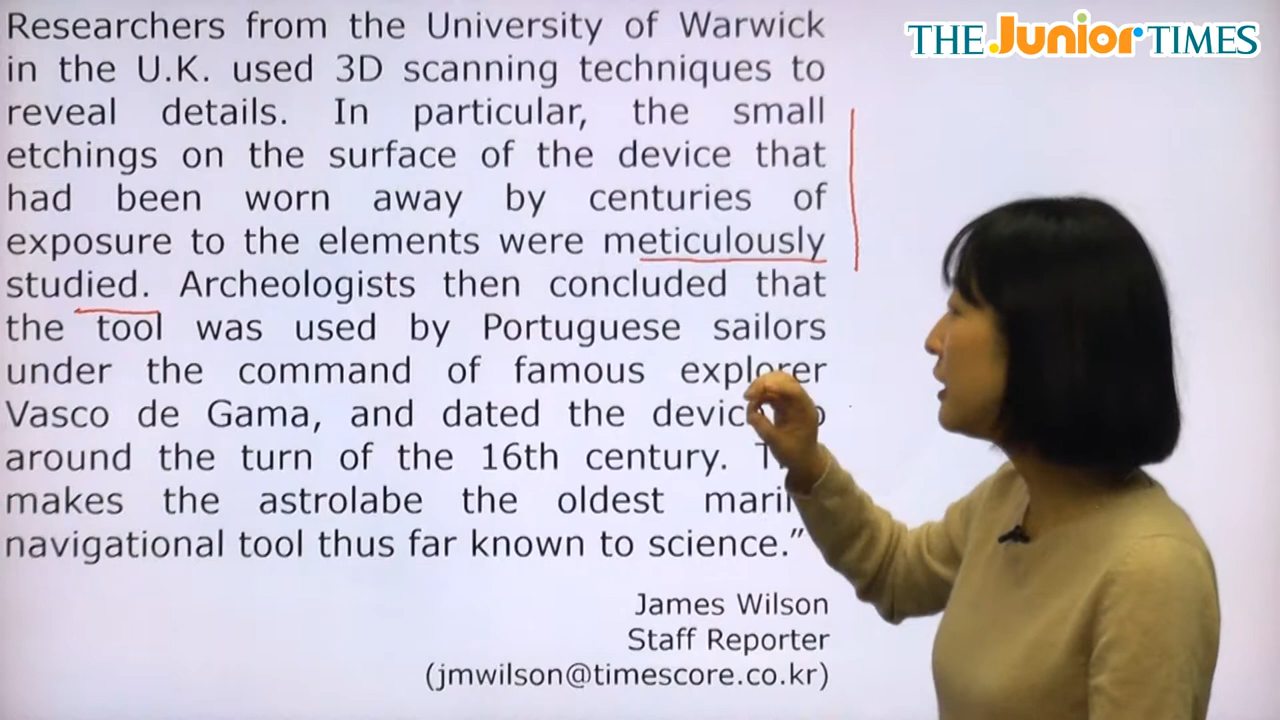 THE Junior TIMES
Researchers from the University of Warwick
in the U.K. used 3D scanning techniques to
reveal details. In particular, the small
etchings on the surface of the device that
had been worn away by centuries of
exposure to the elements were meticulously
studied. Archeologists then concluded that
the tool was used by Portuguese sailors
under the command of famous explorer
Vasco de Gama, and dated the
around the turn of the 16th century.
makes the astrolabe the oldest
navigational tool thus far known to science.”
James Wilson
Staff Reporter
(jmwilson@timescore.co.kr)